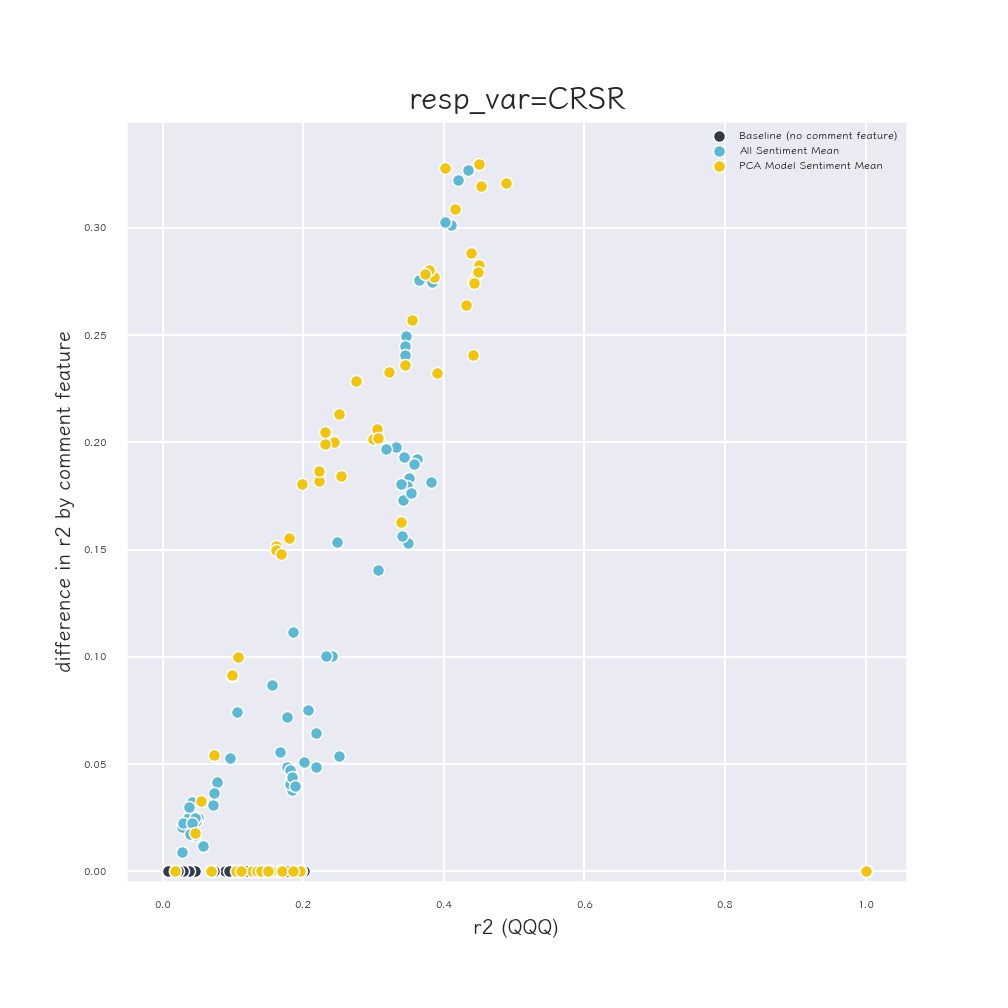 resp_var=CRSR
Baseline (no comment feature)
All Sentiment Mean
PCA Model Sentiment Mean
difference in r2 by comment feature
0.30
0.25
0.20
0.15
0.10
0.05
0.00
0.0 0.2 0.4 0.6 0.8 1.0
r2 (QQQ)